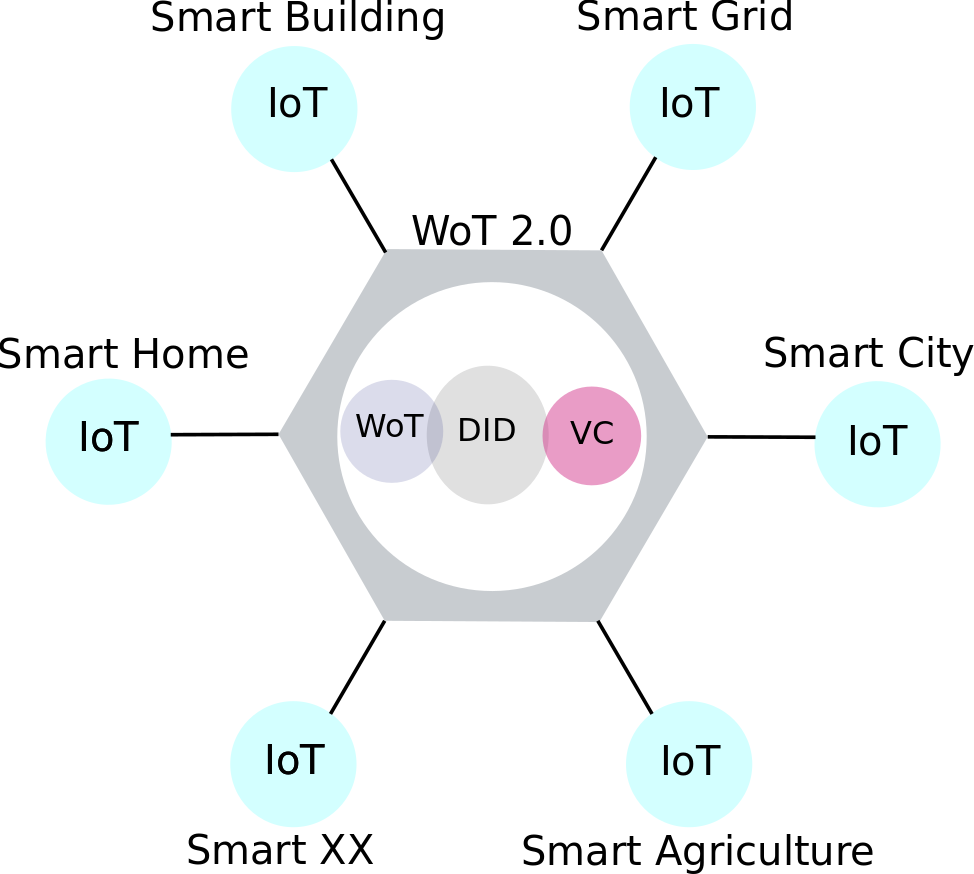 Smart Building
Smart Grid
IoT
IoT
WoT 2.0
Smart Home
Smart City
IoT
WoT
DID
VC
IoT
IoT
IoT
Smart XX
Smart Agriculture